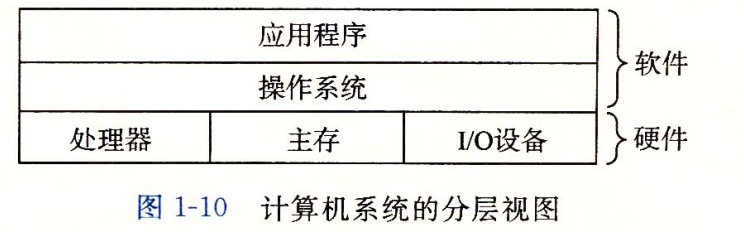 应用程序
软件
操作系统
处理器 主存 I/O设备 硬件
图 1-10 计算机系统的分层视图